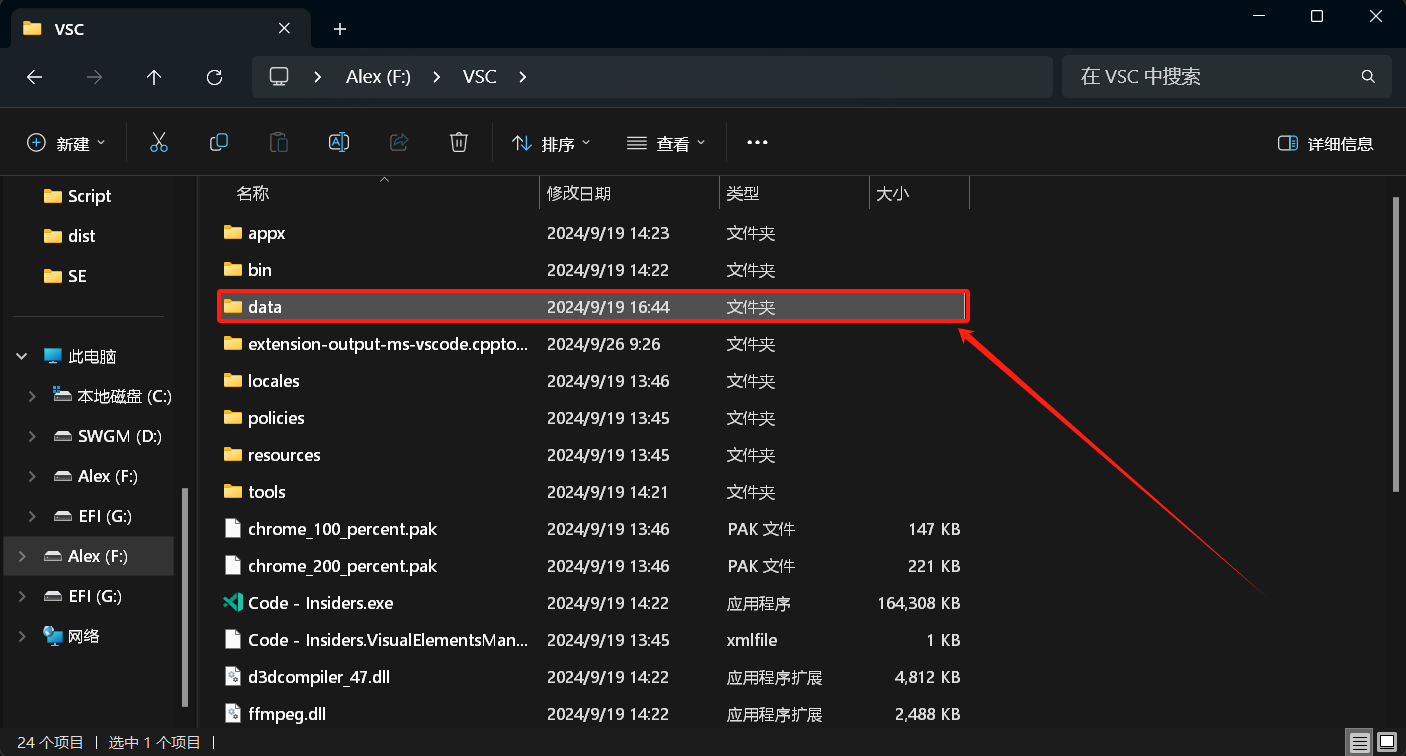 VSC
Alex (F:) VSC
在 VSC 中搜索
新建 排序 查看 详细信息
Script
dist
SE
此电脑
本地磁盘 (C:)
SWGM (D:)
Alex (F:)
EFI (G:)
Alex (F:)
EFI (G:)
网络
名称 修改日期 类型 大小
appx 2024/9/19 14:23 文件夹
bin 2024/9/19 14:22 文件夹
data 2024/9/19 16:44 文件夹
extension-output-ms-vscode.cppto... 2024/9/26 9:26 文件夹
locales 2024/9/19 13:46 文件夹
policies 2024/9/19 13:45 文件夹
resources 2024/9/19 13:45 文件夹
tools 2024/9/19 14:21 文件夹
chrome_100_percent.pak 2024/9/19 13:46 PAK 文件 147 KB
chrome_200_percent.pak 2024/9/19 13:46 PAK 文件 221 KB
Code - Insiders.exe 2024/9/19 14:22 应用程序 164,308 KB
Code - Insiders.VisualElementsMan... 2024/9/19 13:45 xmlfile 1 KB
d3dcompiler_47.dll 2024/9/19 14:22 应用程序扩展 4,812 KB
ffmpeg.dll 2024/9/19 14:22 应用程序扩展 2,488 KB
24 个项目 | 选中 1 个项目 |